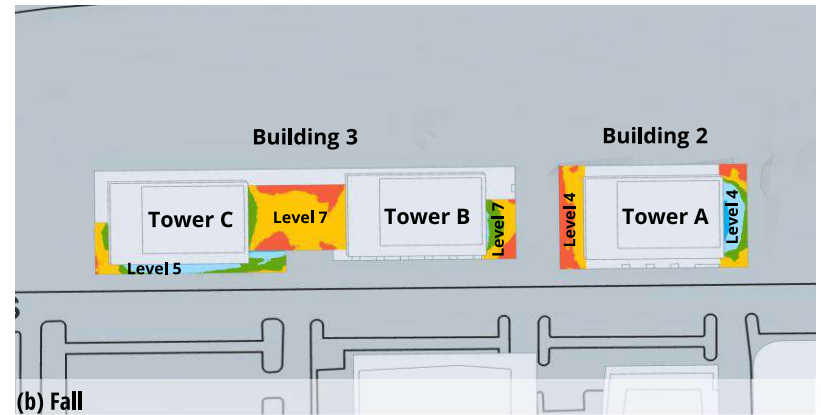 Building 3
Building 2
Tower C
Level 7
Tower B
Level 7
Level 4
Tower A
Level 4
Level 5
(b) Fall